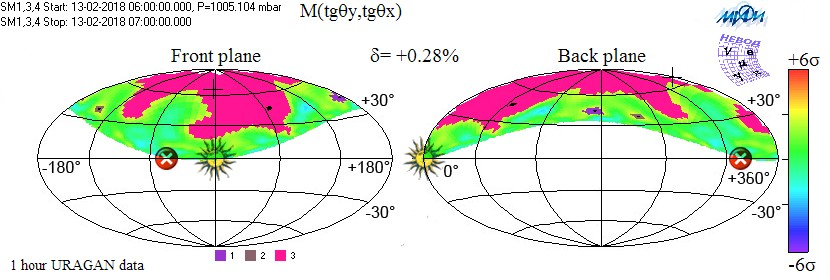 SM1,3,4 Start: 13-02-2018 06:00:00.000, P=1005.104 mbar
SM1,3,4 Stop: 13-02-2018 07:00:00.000
M(tgθy,tgθx)
НЕВОД
Front plane
δ= +0.28%
Back plane
+6σ
+30°
+30°
-180°
+180°
0°
+360°
-30°
-30°
1 2 3
1 hour URAGAN data
-6σ